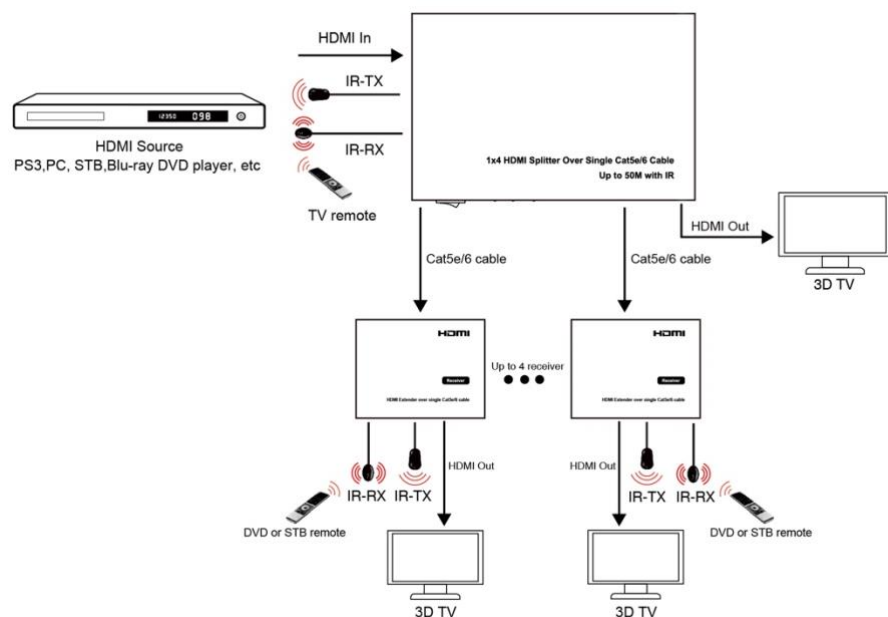 HDMI In
IR-TX
IR-RX
TV remote
12350 098
HDMI Source
PS3,PC, STB,Blu-ray DVD player, etc
1x4 HDMI Splitter Over Single Cat5e/6 Cable
Up to 50M with IR
HDMI Out
3D TV
Cat5e/6 cable
Cat5e/6 cable
HDMI
Receiver
HDMI Extender over single Cat5e/6 cable
Up to 4 receiver
HDMI
Receiver
HDMI Extender over single Cat5e/6 cable
HDMI Out
IR-RX
IR-TX
DVD or STB remote
3D TV
HDMI Out
IR-TX
IR-RX
DVD or STB remote
3D TV